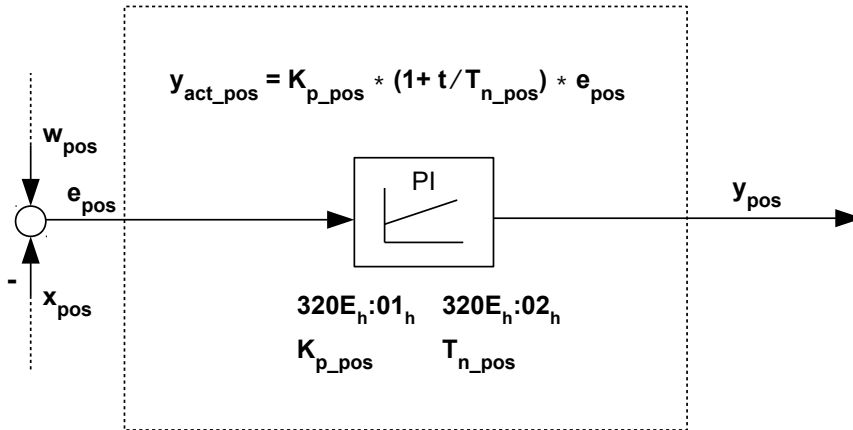 y_act_pos = K_p_pos * (1+ t / T_n_pos) * e_pos
w_pos
PI
e_pos
y_pos
-
x_pos
320E_h:01_h 320E_h:02_h
K_p_pos T_n_pos